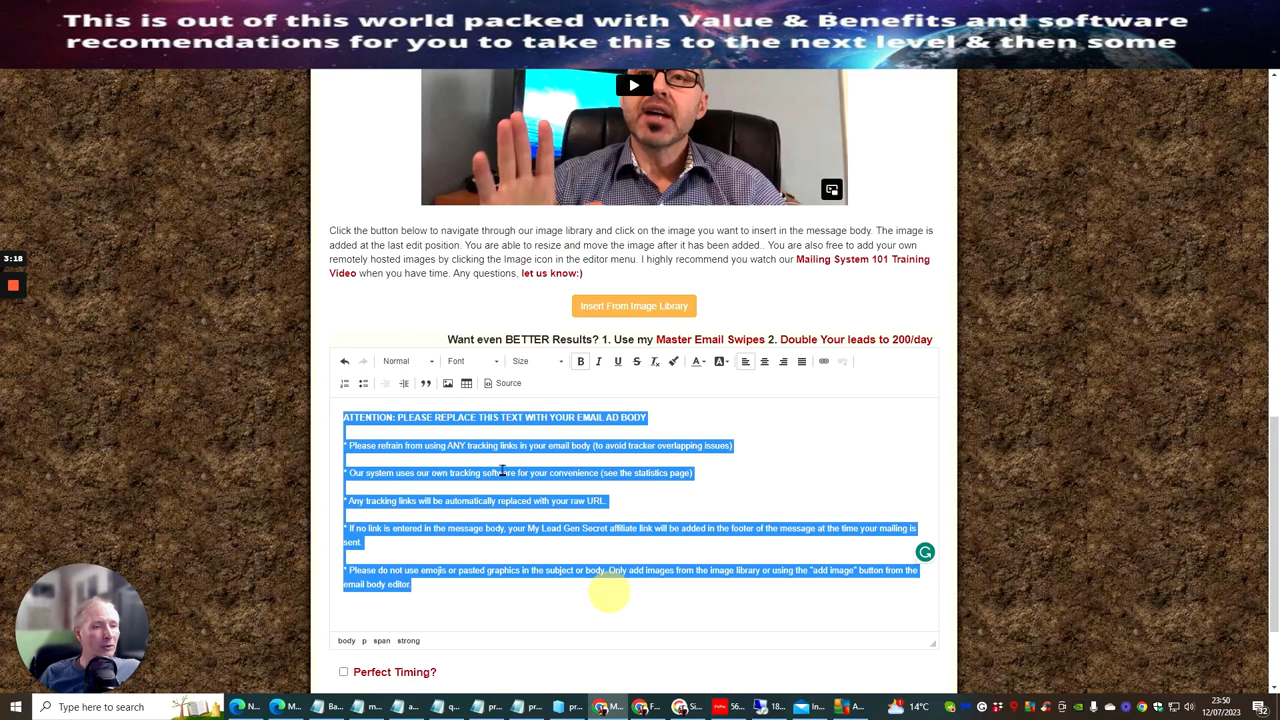 This is out of this world packed with Value & Benefits and software
recomendations for you to take this to the next level & then some
3:18
Click the button below to navigate through our image library and click on the image you want to insert in the message body. The image is
added at the last edit position. You are able to resize and move the image after it has been added.. You are also free to add your own
remotely hosted images by clicking the Image icon in the editor menu. I highly recommend you watch our Mailing System 101 Training
Video when you have time. Any questions, let us know:)
Insert From Image Library
Want even BETTER Results? 1. Use my Master Email Swipes 2. Double Your leads to 200/day
Normal Font Size B I U S A A
Source
ATTENTION: PLEASE REPLACE THIS TEXT WITH YOUR EMAIL AD BODY
* Please refrain from using ANY tracking links in your email body (to avoid tracker overlapping issues)
* Our system uses our own tracking software for your convenience (see the statistics page)
* Any tracking links will be automatically replaced with your raw URL.
* If no link is entered in the message body, your My Lead Gen Secret affiliate link will be added in the footer of the message at the time your mailing is
sent.
* Please do not use emojis or pasted graphics in the subject or body. Only add images from the image library or using the "add image" button from the
email body editor.
body p span strong
Perfect Timing?
Type here to search
N... M... Ba... m... a... q... pr... pr... pr... M... F... Si... 56... 18... In... A...
14°C
23:50
12/07/2023